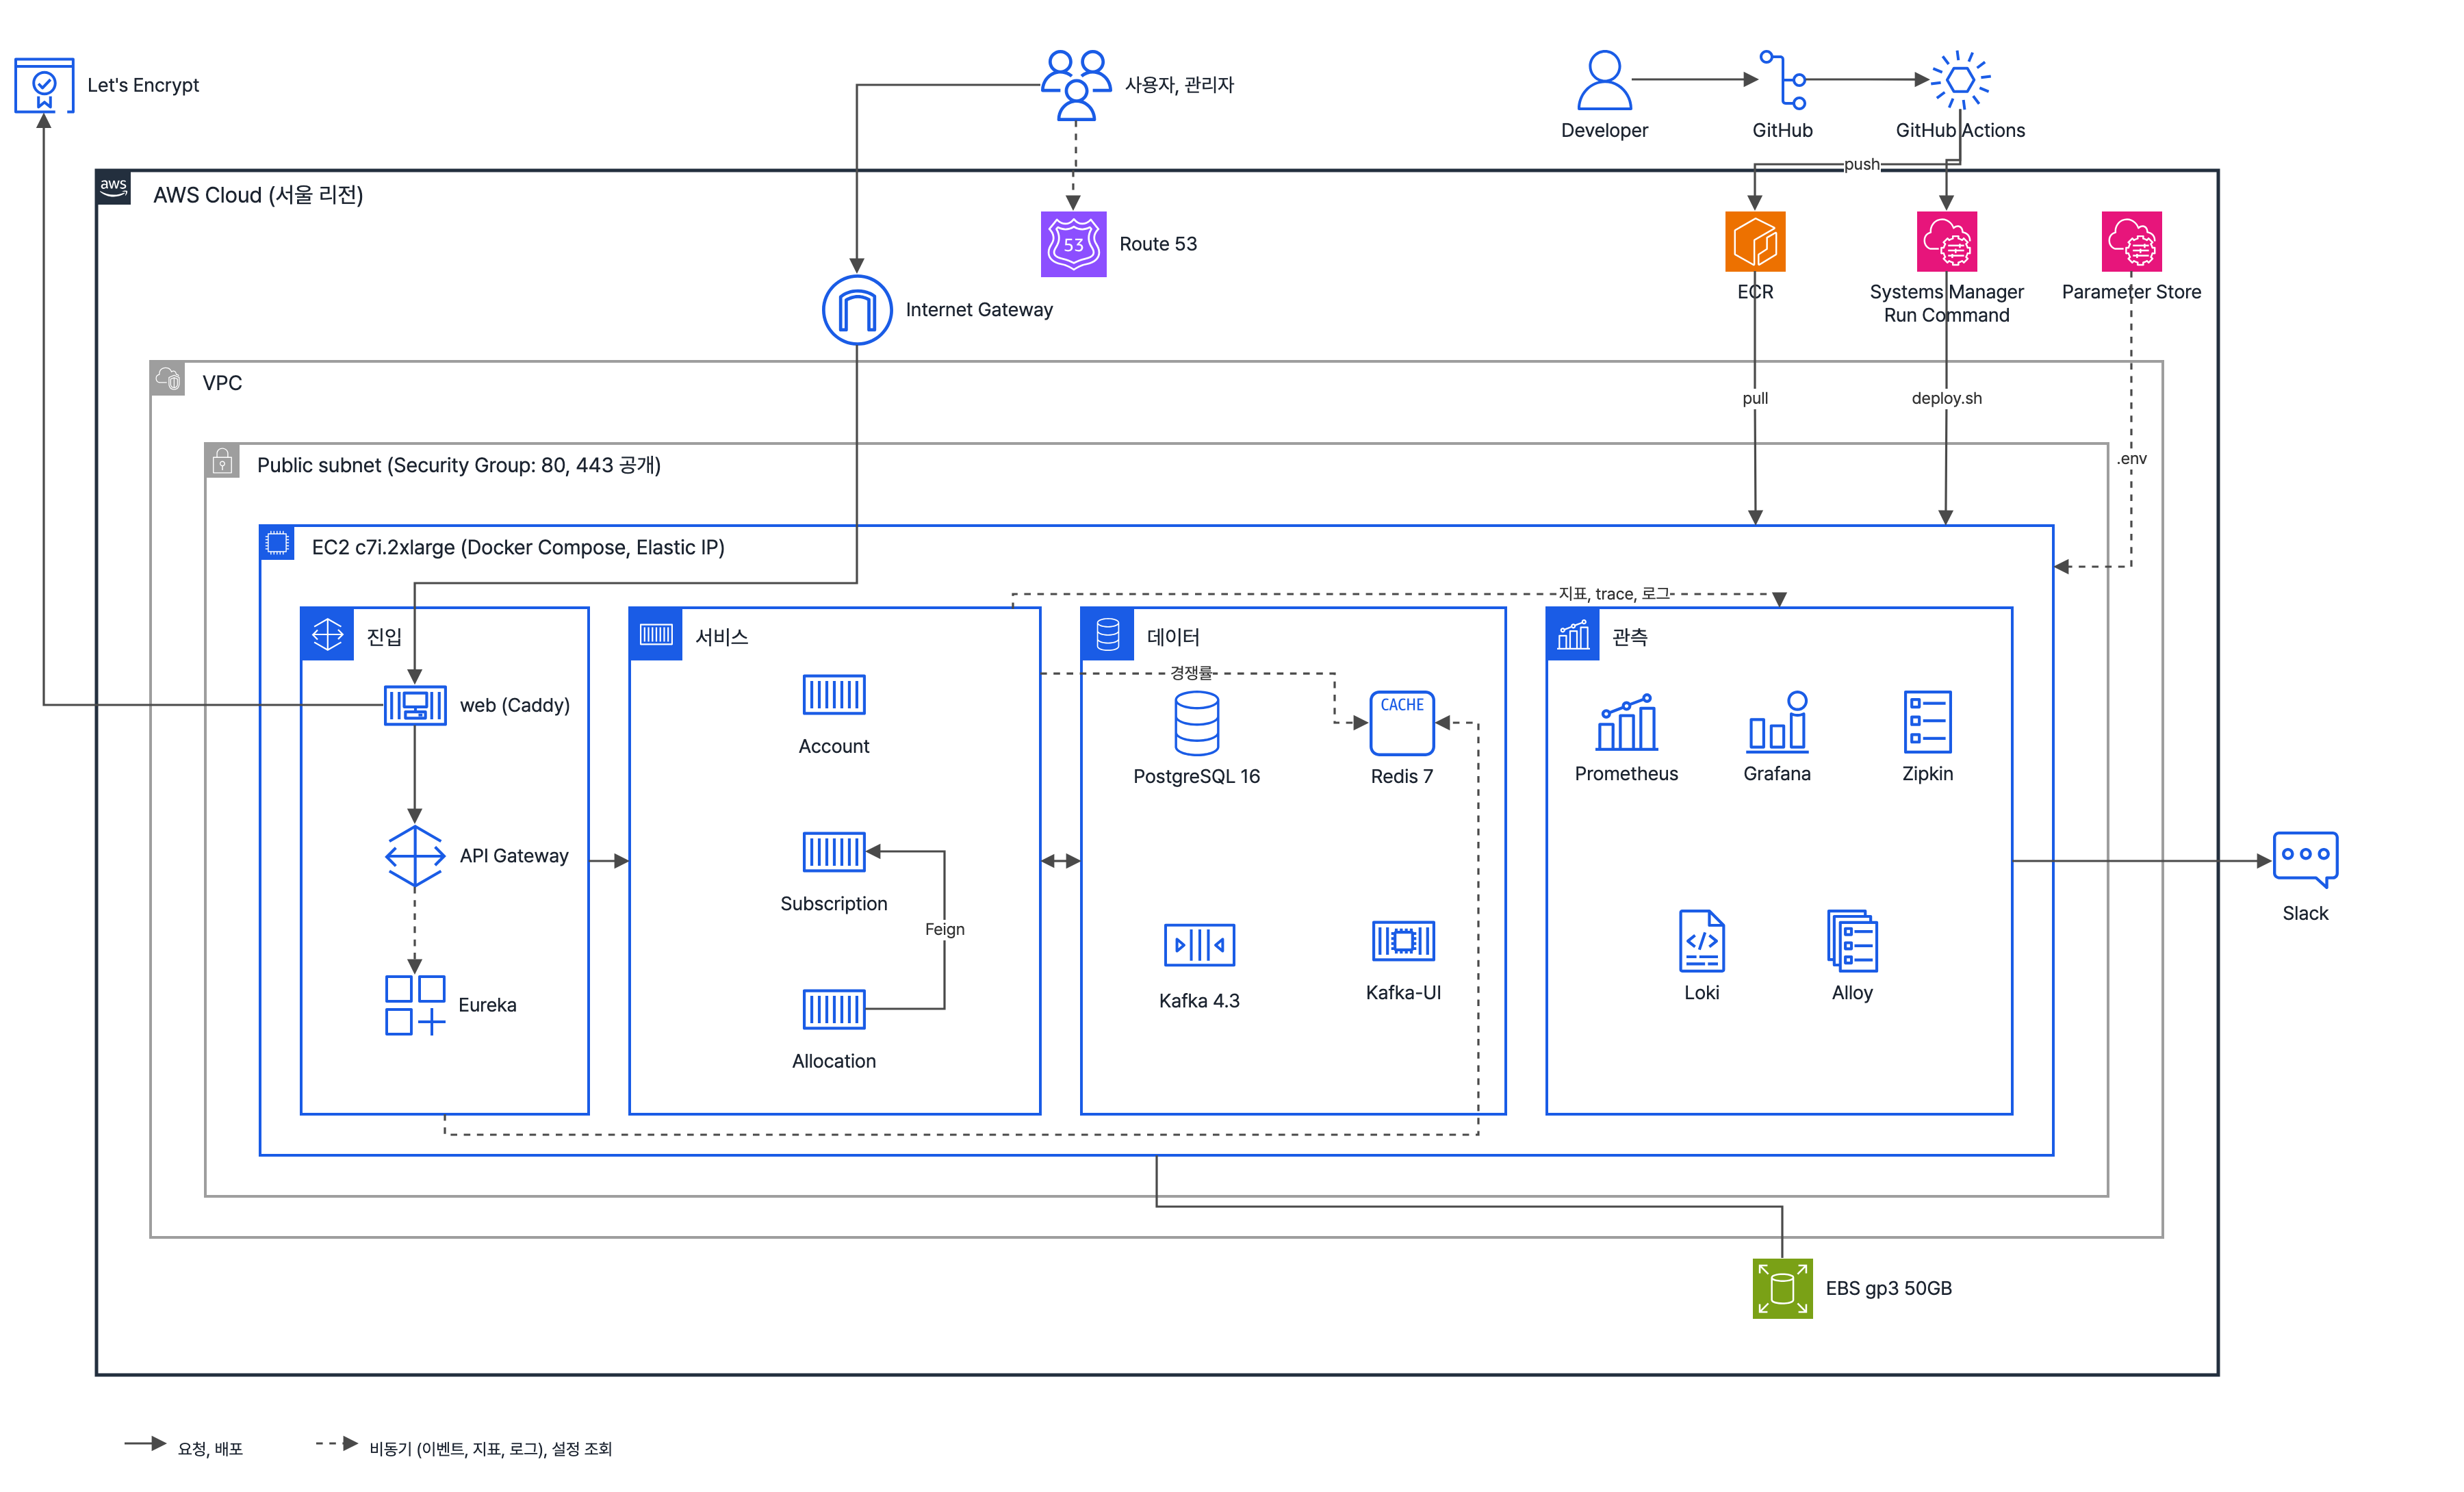 Let's Encrypt
사용자, 관리자
Developer
GitHub
GitHub Actions
push
aws
AWS Cloud (서울 리전)
53
Route 53
Internet Gateway
ECR
Systems Manager
Run Command
Parameter Store
VPC
pull
deploy.sh
.env
Public subnet (Security Group: 80, 443 공개)
EC2 c7i.2xlarge (Docker Compose, Elastic IP)
지표, trace, 로그
진입
서비스
데이터
관측
경쟁률
web (Caddy)
API Gateway
Eureka
Account
Subscription
Feign
Allocation
PostgreSQL 16
CACHE
Redis 7
Kafka 4.3
Kafka-UI
Prometheus
Grafana
Zipkin
Loki
Alloy
Slack
EBS gp3 50GB
요청, 배포
비동기 (이벤트, 지표, 로그), 설정 조회